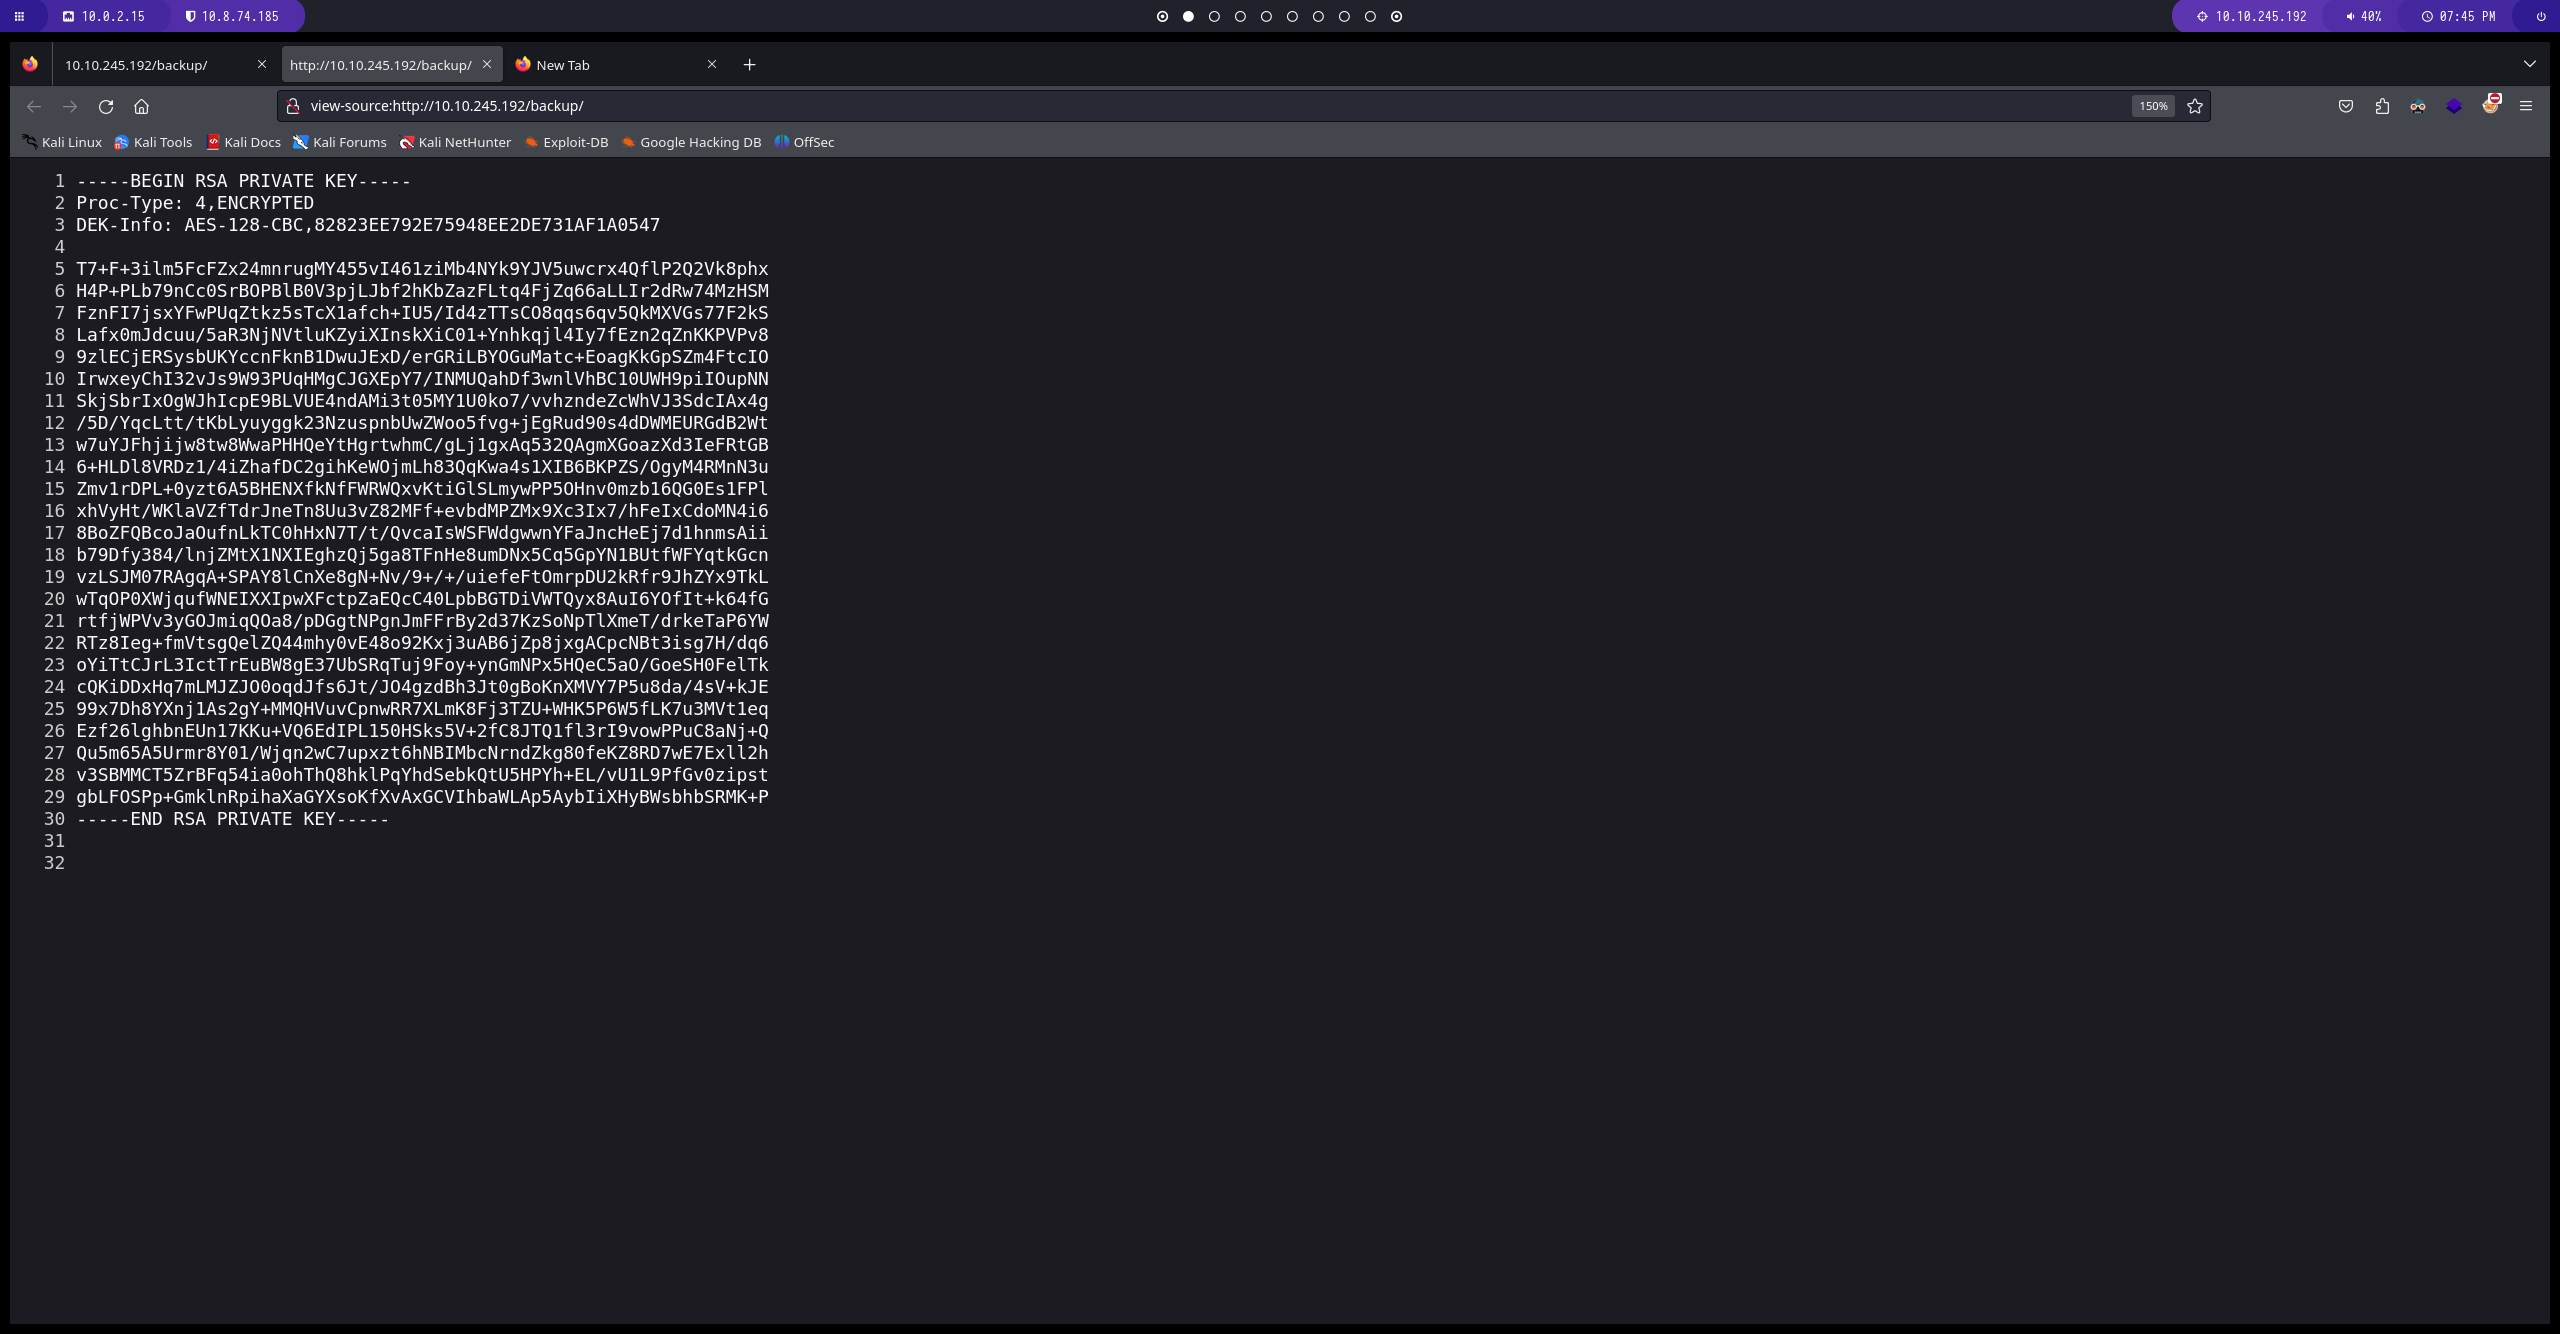 10.0.2.15 10.8.74.185 10.10.245.192 40% 07:45 PM
10.10.245.192/backup/ http://10.10.245.192/backup/ New Tab
view-source:http://10.10.245.192/backup/ 150%
Kali Linux Kali Tools Kali Docs Kali Forums Kali NetHunter Exploit-DB Google Hacking DB OffSec
1 -----BEGIN RSA PRIVATE KEY-----
2 Proc-Type: 4,ENCRYPTED
3 DEK-Info: AES-128-CBC,82823EE792E75948EE2DE731AF1A0547
4
5 T7+F+3ilm5FcFZx24mnrugMY455vI461ziMb4NYk9YJV5uwcrx4QflP2Q2Vk8phx
6 H4P+PLb79nCc0SrBOPBlB0V3pjLJbf2hKbZazFLtq4FjZq66aLLIr2dRw74MzHSM
7 FznFI7jsxYFwPUqZtkz5sTcX1afch+IU5/Id4zTTsCO8qqs6qv5QkMXVGs77F2kS
8 Lafx0mJdcuu/5aR3NjNVtluKZyiXInskXiC01+Ynhkqjl4Iy7fEzn2qZnKKPVPv8
9 9zlECjERSysbUKYccnFknB1DwuJExD/erGRiLBYOGuMatc+EoagKkGpSZm4FtcIO
10 IrwxeyChI32vJs9W93PUqHMgCJGXEpY7/INMUQahDf3wnlVhBC10UWH9piIOupNN
11 SkjSbrIxOgWJhIcpE9BLVUE4ndAMi3t05MY1U0ko7/vvhzndeZcWhVJ3SdcIAx4g
12 /5D/YqcLtt/tKbLyuyggk23NzuspnbUwZWoo5fvg+jEgRud90s4dDWMEURGdB2Wt
13 w7uYJFhjijw8tw8WwaPHHQeYtHgrtwhmC/gLj1gxAq532QAgmXGoazXd3IeFRtGB
14 6+HLDl8VRDz1/4iZhafDC2gihKeWOjmLh83QqKwa4s1XIB6BKPZS/OgyM4RMnN3u
15 Zmv1rDPL+0yzt6A5BHENXfkNfFWRWQxvKtiGlSLmywPP5OHnv0mzb16QG0Es1FPl
16 xhVyHt/WKlaVZfTdrJneTn8Uu3vZ82MFf+evbdMPZMx9Xc3Ix7/hFeIxCdoMN4i6
17 8BoZFQBcoJaOufnLkTC0hHxN7T/t/QvcaIsWSFWdgwwnYFaJncHeEj7d1hnmsAii
18 b79Dfy384/lnjZMtX1NXIEghzQj5ga8TFnHe8umDNx5Cq5GpYN1BUtfWFYqtkGcn
19 vzLSJM07RAgqA+SPAY8lCnXe8gN+Nv/9+/+/uiefeFtOmrpDU2kRfr9JhZYx9TkL
20 wTqOP0XWjqufWNEIXXIpwXFctpZaEQcC40LpbBGTDiVWTQyx8AuI6YOfIt+k64fG
21 rtfjWPVv3yGOJmiqQOa8/pDGgtNPgnJmFFrBy2d37KzSoNpTlXmeT/drkeTaP6YW
22 RTz8Ieg+fmVtsgQelZQ44mhy0vE48o92Kxj3uAB6jZp8jxgACpcNBt3isg7H/dq6
23 oYiTtCJrL3IctTrEuBW8gE37UbSRqTuj9Foy+ynGmNPx5HQeC5aO/GoeSH0FelTk
24 cQKiDDxHq7mLMJZJO0oqdJfs6Jt/JO4gzdBh3Jt0gBoKnXMVY7P5u8da/4sV+kJE
25 99x7Dh8YXnj1As2gY+MMQHVuvCpnwRR7XLmK8Fj3TZU+WHK5P6W5fLK7u3MVt1eq
26 Ezf26lghbnEUn17KKu+VQ6EdIPL150HSks5V+2fC8JTQ1fl3rI9vowPPuC8aNj+Q
27 Qu5m65A5Urmr8Y01/Wjqn2wC7upxzt6hNBIMbcNrndZkg80feKZ8RD7wE7Exll2h
28 v3SBMMCT5ZrBFq54ia0ohThQ8hklPqYhdSebkQtU5HPYh+EL/vU1L9PfGv0zipst
29 gbLFOSPp+GmklnRpihaXaGYXsoKfXvAxGCVIhbaWLAp5AybIiXHyBWsbhbSRMK+P
30 -----END RSA PRIVATE KEY-----
31
32